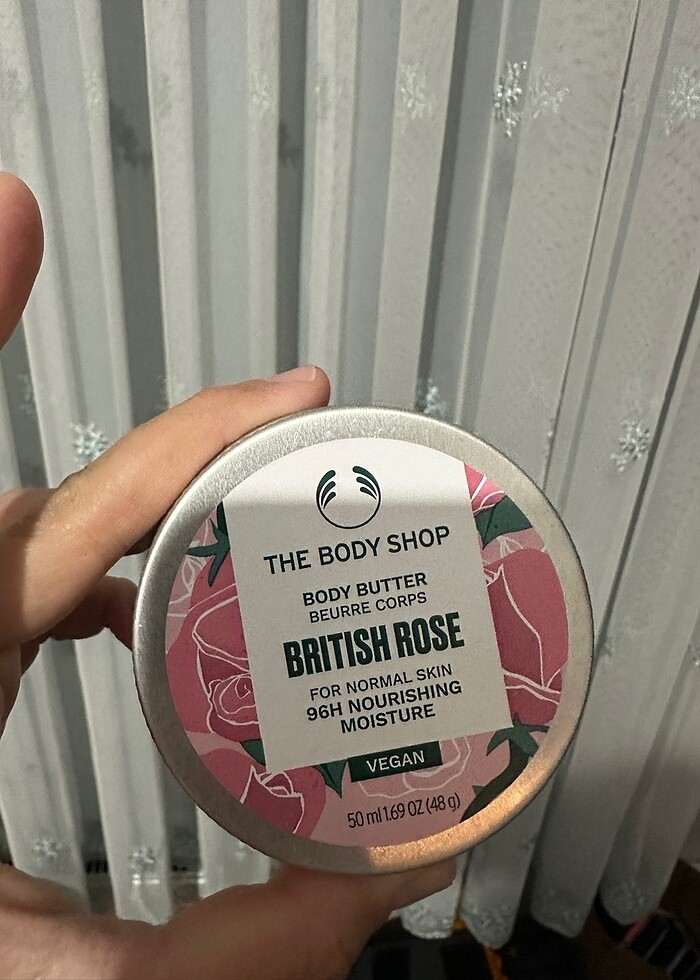 THE BODY SHOP
BODY BUTTER
BEURRE CORPS
BRITISH ROSE
FOR NORMAL SKIN
96H NOURISHING
MOISTURE
VEGAN
50 ml 1.69 OZ (48 g)